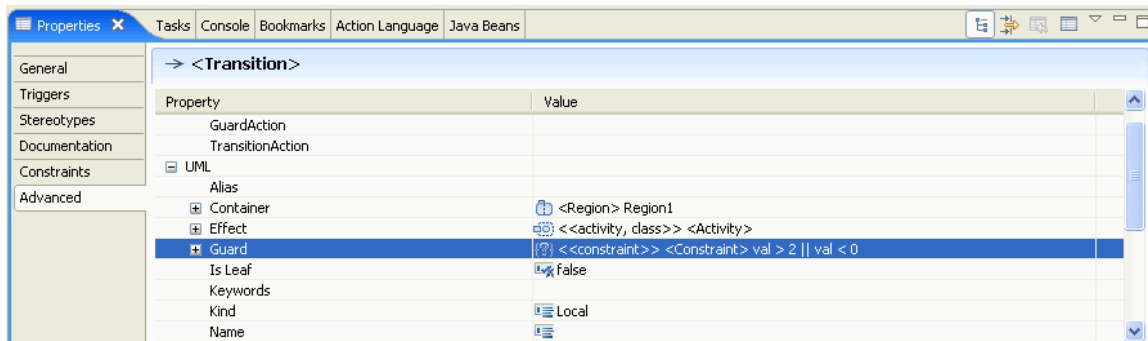 Properties Tasks Console Bookmarks Action Language Java Beans
General
Triggers
Stereotypes
Documentation
Constraints
Advanced
<Transition>
Property Value
GuardAction
TransitionAction
UML
Alias
Container <Region> Region1
Effect <<activity, class>> <Activity>
Guard <<constraint>> <Constraint> val > 2 || val < 0
Is Leaf false
Keywords
Kind Local
Name